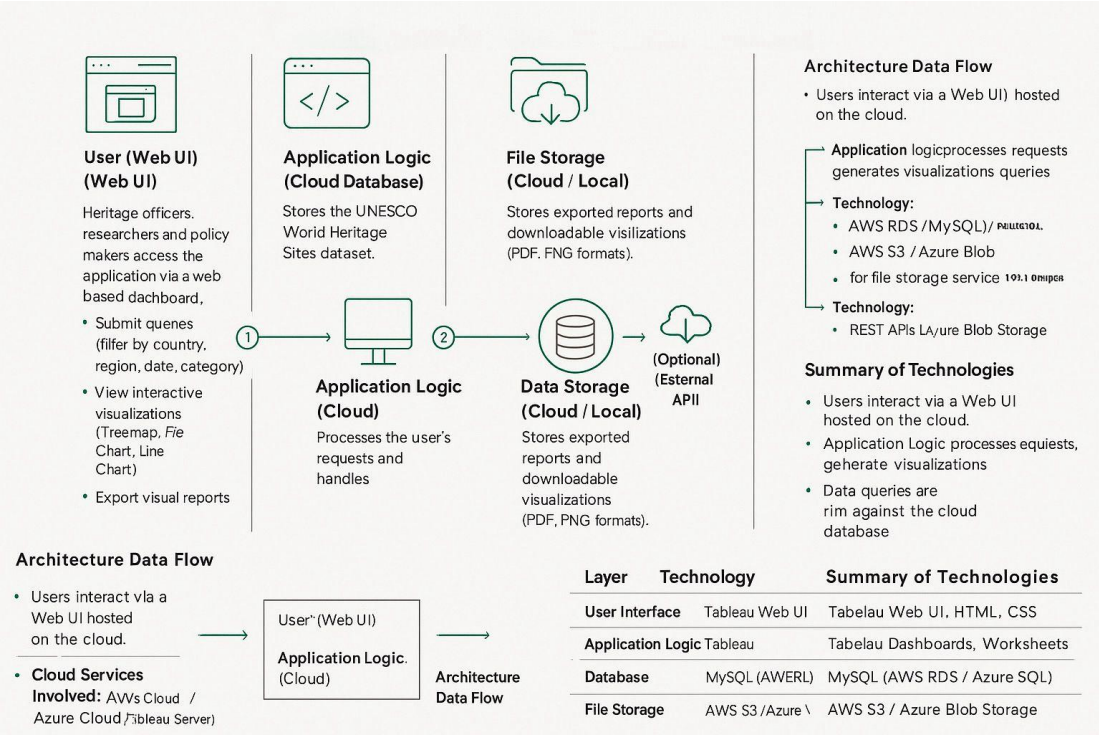 User (Web UI)
(Web UI)
Heritage officers.
researchers and policy
makers access the
application via a web
based dachboard,
• Submit quenes
(filfer by country,
region, date, category)
• View interactive
visualizations
(Treemap, Fie
Chart, Line
Chart)
• Export visual reports
</>
Application Logic
(Cloud Database)
Stores the UNESCO
World Heritage
Sites dataset.
File Storage
(Cloud / Local)
Stores exported reports and
downloadable visilizations
(PDF. FNG formats).
1
Application Logic
(Cloud)
Processes the user's
requests and
handles
2
Data Storage
(Cloud / Local)
Stores exported
reports and
downloadable
visualizations
(PDF, PNG formats).
(Optional)
(Esternal
APII
Architecture Data Flow
• Users interact via a Web UI) hosted
on the cloud.
Application logicprocesses requests
generates visualizations queries
Technology:
• AWS RDS /MySQL)/
• AWS S3 / Azure Blob
• for file storage service
Technology:
• REST APIs LA/ure Blob Storage
Summary of Technologies
• Users interact via a Web UI
hosted on the cloud.
• Application Logic processes equiests,
geherate visualizations
• Data queries are
rim against the cloud
database
Architecture Data Flow
• Users interact vla a
Web UI hosted
on the cloud.
• Cloud Services
Involved: AWs Cloud /
Azure Cloud / Server)
User (Web UI)
Application Logic.
(Cloud)
Architecture
Data Flow
Layer Technology Summary of Technologies
User Interface Tableau Web UI Tabelau Web UI, HTML, CSS
Application Logic Tableau Tabelau Dashboards, Worksheets
Database MySQL (AWERL) MySQL (AWS RDS / Azure SQL)
File Storage AWS S3 /Azure \ AWS S3 / Azure Blob Storage